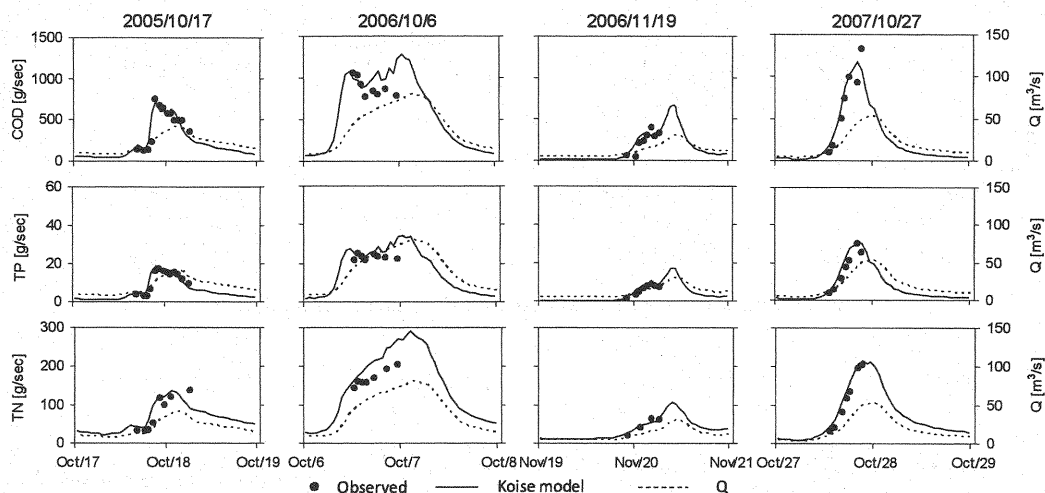 2005/10/17 2006/10/6 2006/11/19 2007/10/27
COD [g/sec]
1500
1000
500
0
150
100
50
0
Q [m³/s]
TP [g/sec]
60
40
20
0
150
100
50
0
Q [m³/s]
TN [g/sec]
300
200
100
0
150
100
50
0
Q [m³/s]
Oct/17 Oct/18 Oct/19 Oct/6 Oct/7 Oct/8 Nov/19 Nov/20 Nov/21 Oct/27 Oct/28 Oct/29
Observed Koise model Q